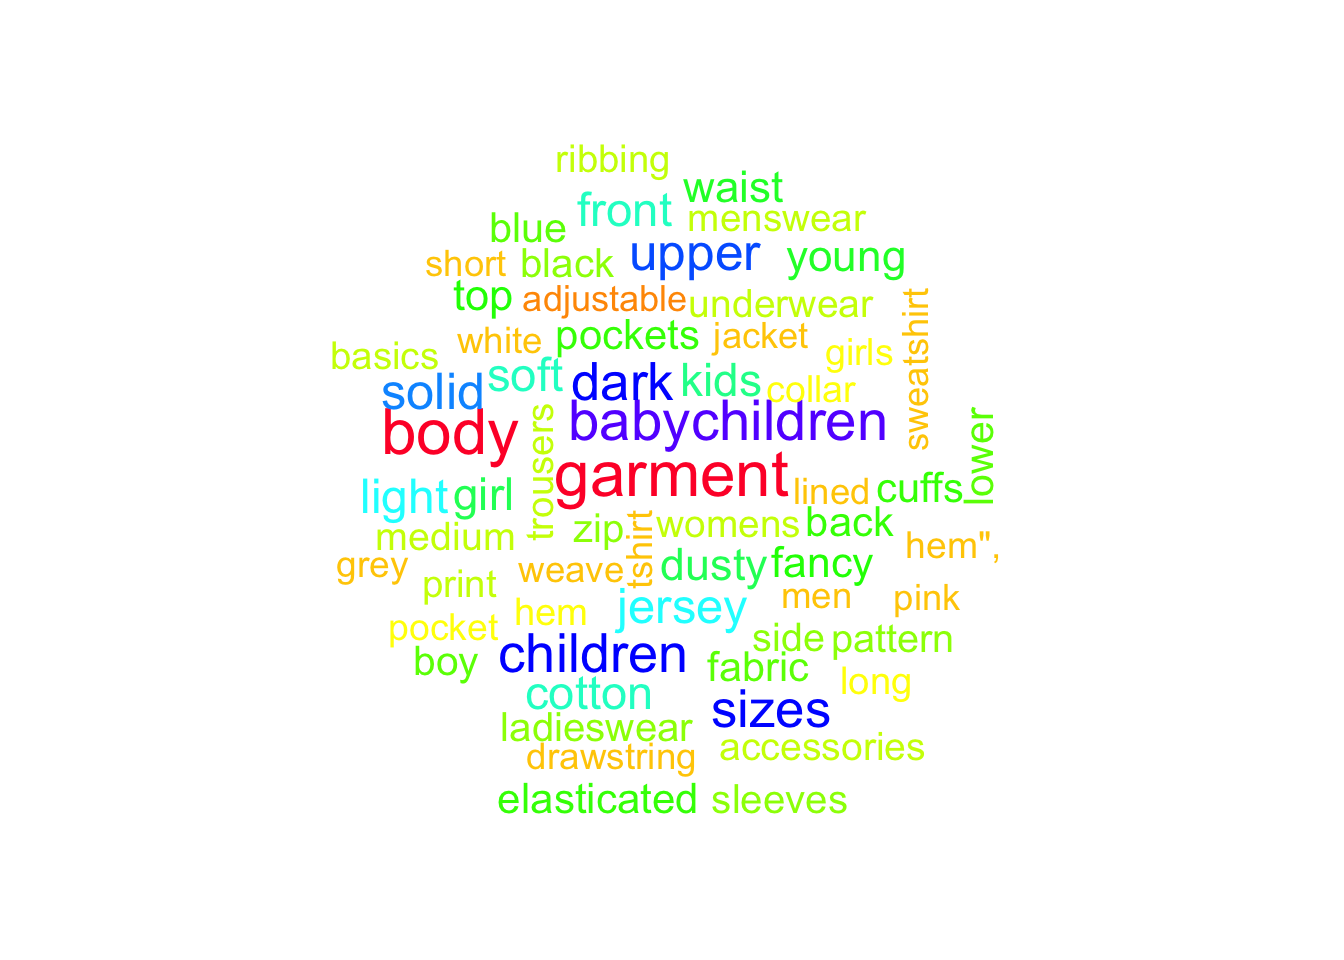 ribbing
waist
front
menswear
blue
upper
young
short
black
top
adjustable
underwear
sweatshirt
white
pockets
jacket
basics
girls
soft
dark
kids
collar
solid
babychildren
body
trousers
lower
garment
light
girl
lined
cuffs
medium
zip
tshirt
womens
back
hem",
grey
weave
dusty
fancy
print
hem
jersey
men
pink
pocket
side
pattern
boy
children
fabric
long
cotton
sizes
ladieswear
drawstring
accessories
elasticated
sleeves